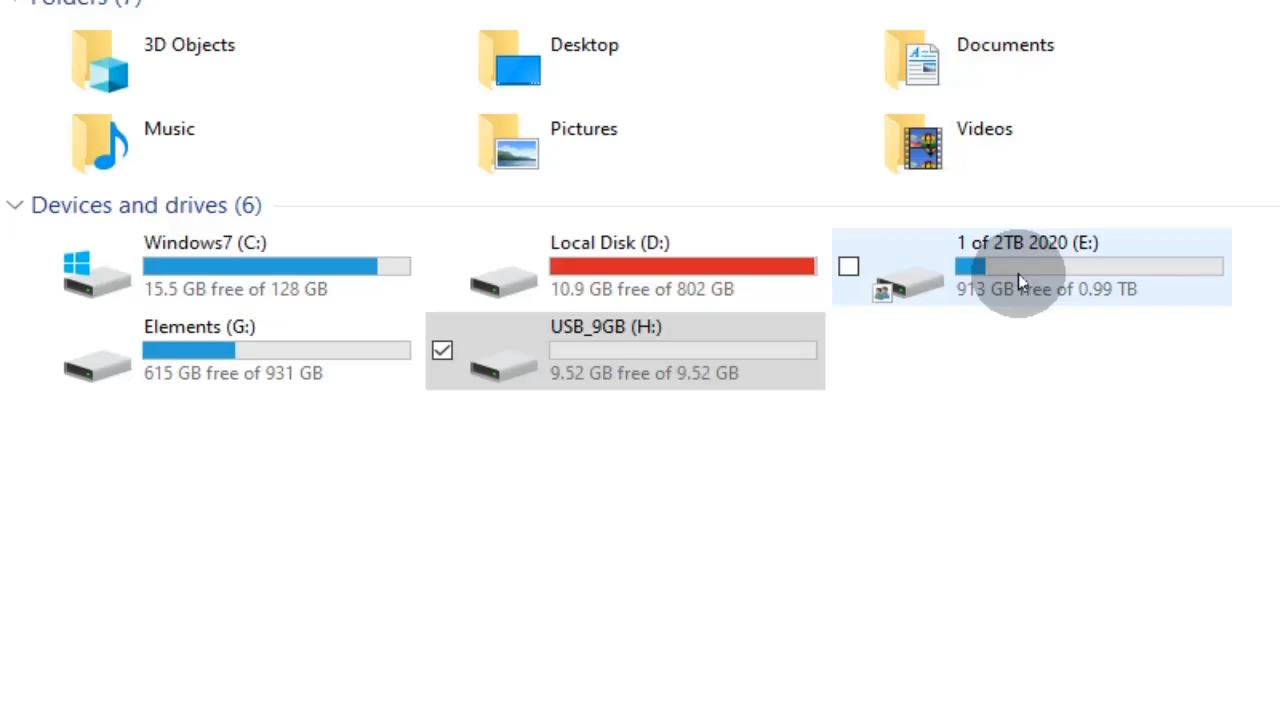 Folders (7)
3D Objects
Desktop
Documents
Music
Pictures
Videos
Devices and drives (6)
Windows7 (C:)
15.5 GB free of 128 GB
Local Disk (D:)
10.9 GB free of 802 GB
1 of 2TB 2020 (E:)
913 GB free of 0.99 TB
Elements (G:)
615 GB free of 931 GB
USB_9GB (H:)
9.52 GB free of 9.52 GB